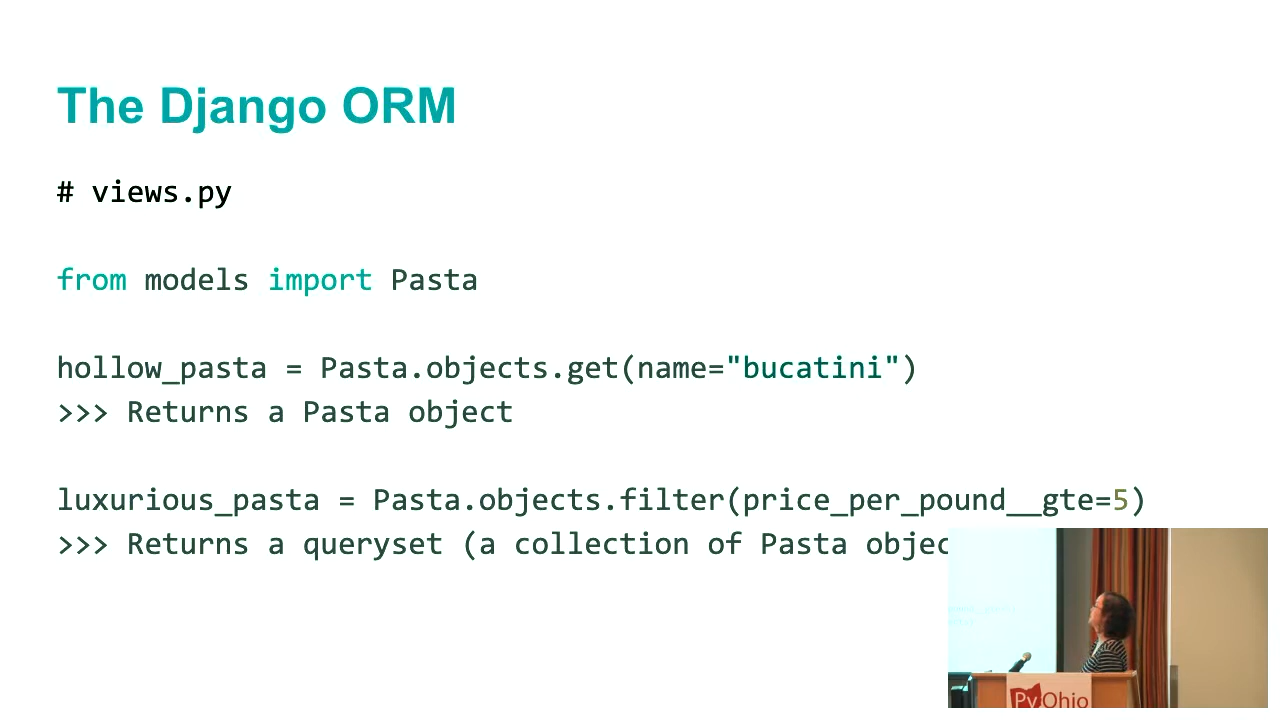 The Django ORM
# views.py
from models import Pasta
hollow_pasta = Pasta.objects.get(name="bucatini")
>>> Returns a Pasta object
luxurious_pasta = Pasta.objects.filter(price_per_pound__gte=5)
>>> Returns a queryset (a collection of Pasta objec
PyOhio